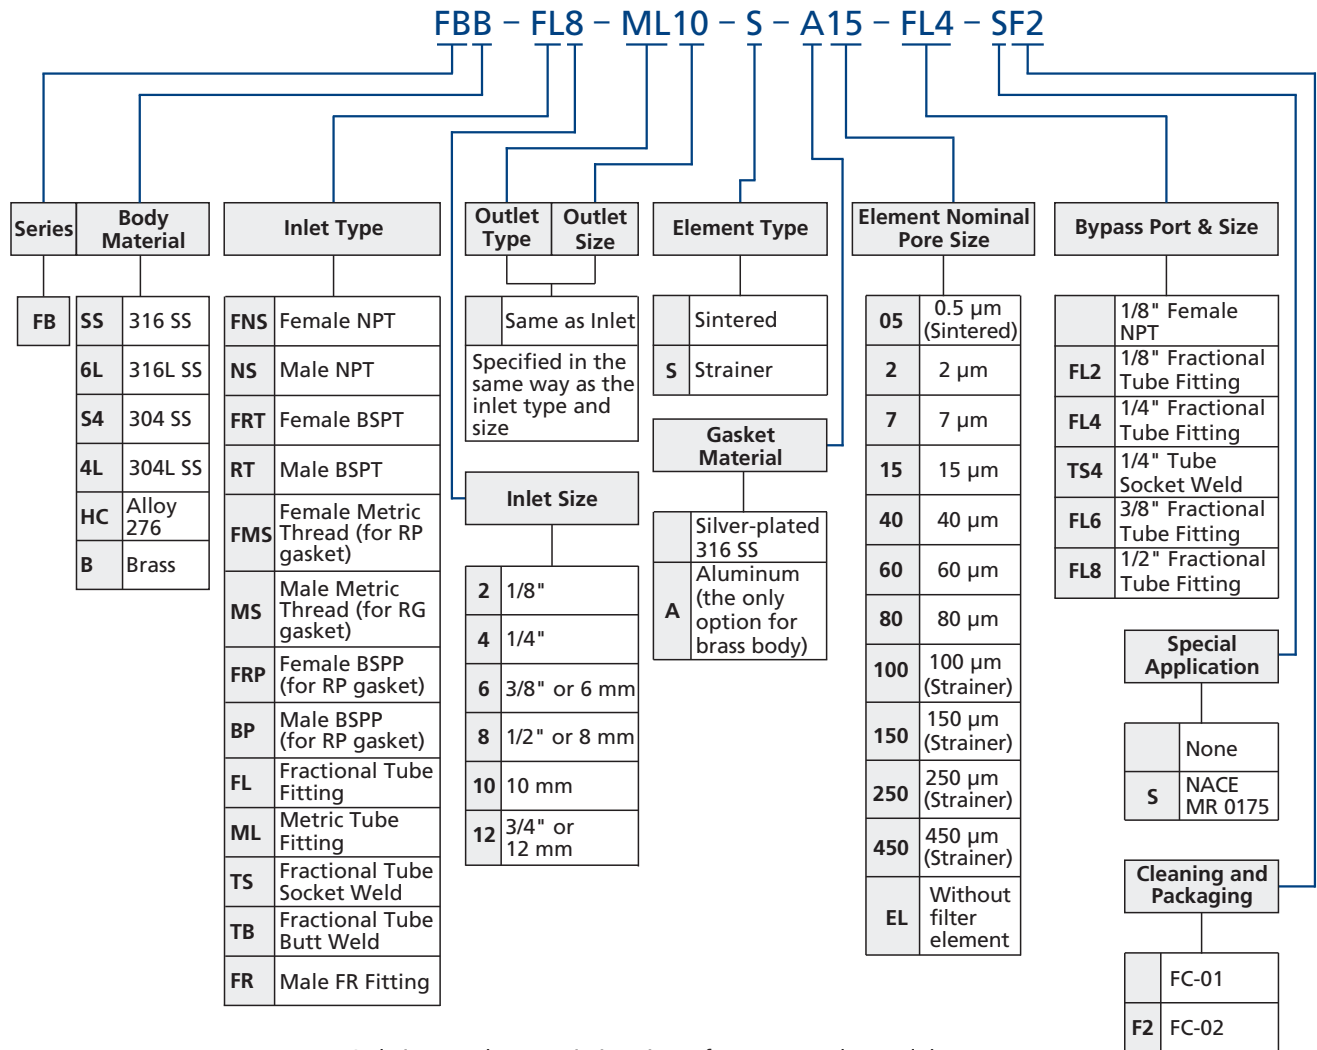 FBB – FL8 – ML10 – S – A15 – FL4 – SF2
Series
FB
Body
Material
SS 316 SS
6L 316L SS
S4 304 SS
4L 304L SS
HC Alloy
276
B Brass
Inlet Type
FNS Female NPT
NS Male NPT
FRT Female BSPT
RT Male BSPT
FMS Female Metric
Thread (for RP
gasket)
MS Male Metric
Thread (for RG
gasket)
FRP Female BSPP
(for RP gasket)
BP Male BSPP
(for RP gasket)
FL Fractional Tube
Fitting
ML Metric Tube
Fitting
TS Fractional Tube
Socket Weld
TB Fractional Tube
Butt Weld
FR Male FR Fitting
Outlet
Type
Outlet
Size
Same as Inlet
Specified in the
same way as the
inlet type and
size
Inlet Size
2 1/8"
4 1/4"
6 3/8" or 6 mm
8 1/2" or 8 mm
10 10 mm
12 3/4" or
12 mm
Element Type
Sintered
S Strainer
Gasket
Material
Silver-plated
316 SS
A Aluminum
(the only
option for
brass body)
Element Nominal
Pore Size
05 0.5 µm
(Sintered)
2 2 µm
7 7 µm
15 15 µm
40 40 µm
60 60 µm
80 80 µm
100 100 µm
(Strainer)
150 150 µm
(Strainer)
250 250 µm
(Strainer)
450 450 µm
(Strainer)
EL Without
filter
element
Bypass Port & Size
1/8" Female
NPT
FL2 1/8" Fractional
Tube Fitting
FL4 1/4" Fractional
Tube Fitting
TS4 1/4" Tube
Socket Weld
FL6 3/8" Fractional
Tube Fitting
FL8 1/2" Fractional
Tube Fitting
Special
Application
None
S NACE
MR 0175
Cleaning and
Packaging
FC-01
F2 FC-02